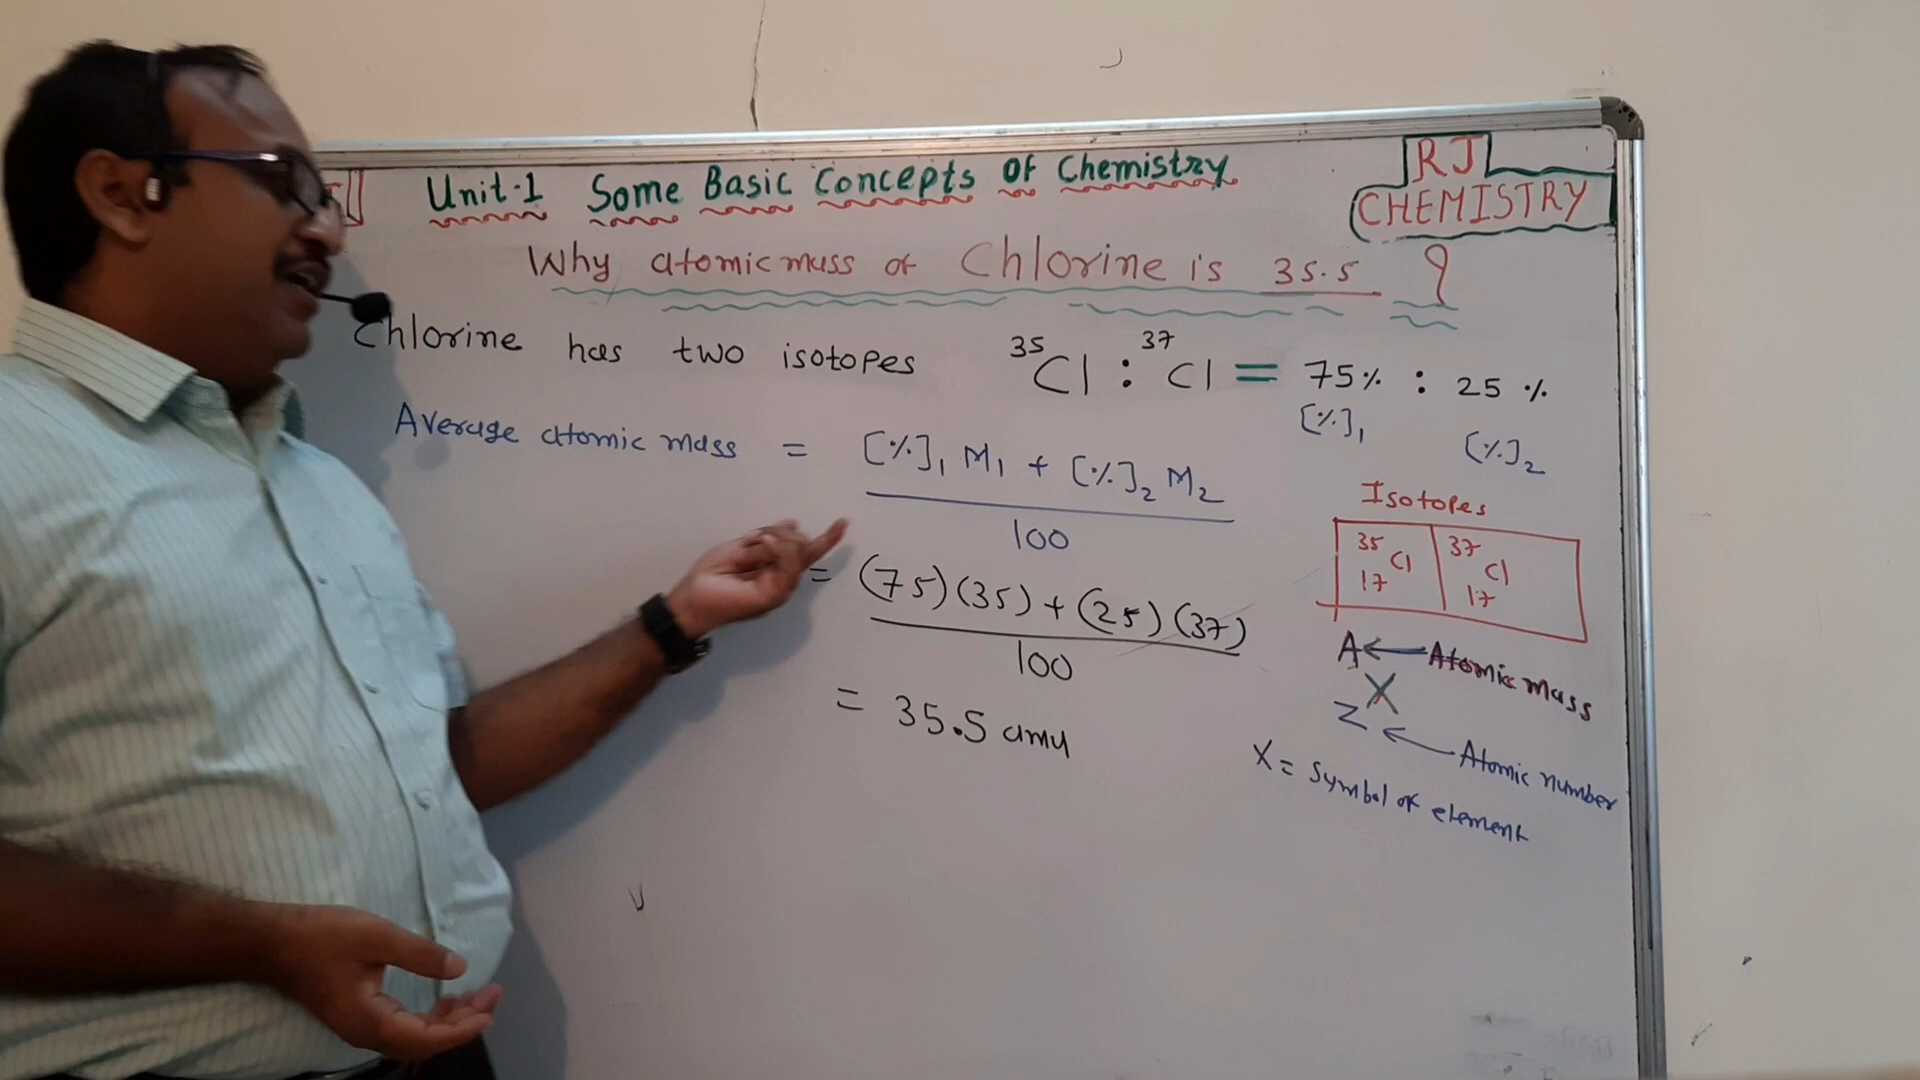 Unit-1 Some Basic Concepts Of Chemistry
RJ
CHEMISTRY
Why atomic mass of Chlorine is 35.5 ?
Chlorine has two isotopes ³⁵Cl : ³⁷Cl = 75% : 25 %
[%]₁ [%]₂
Average atomic mass = [%]₁ M₁ + [%]₂ M₂
100
= (75)(35) + (25)(37)
100
= 35.5 amu
Isotopes
35 Cl 17
37 Cl 17
A ← Atomic mass
X
Z ← Atomic number
X = Symbol of element